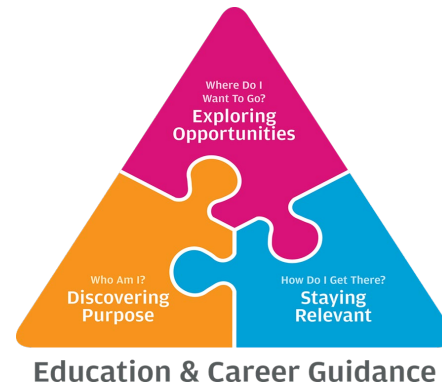 Where Do I
Want To Go?
Exploring
Opportunities
Who Am I?
Discovering
Purpose
How Do I Get There?
Staying
Relevant
Education & Career Guidance